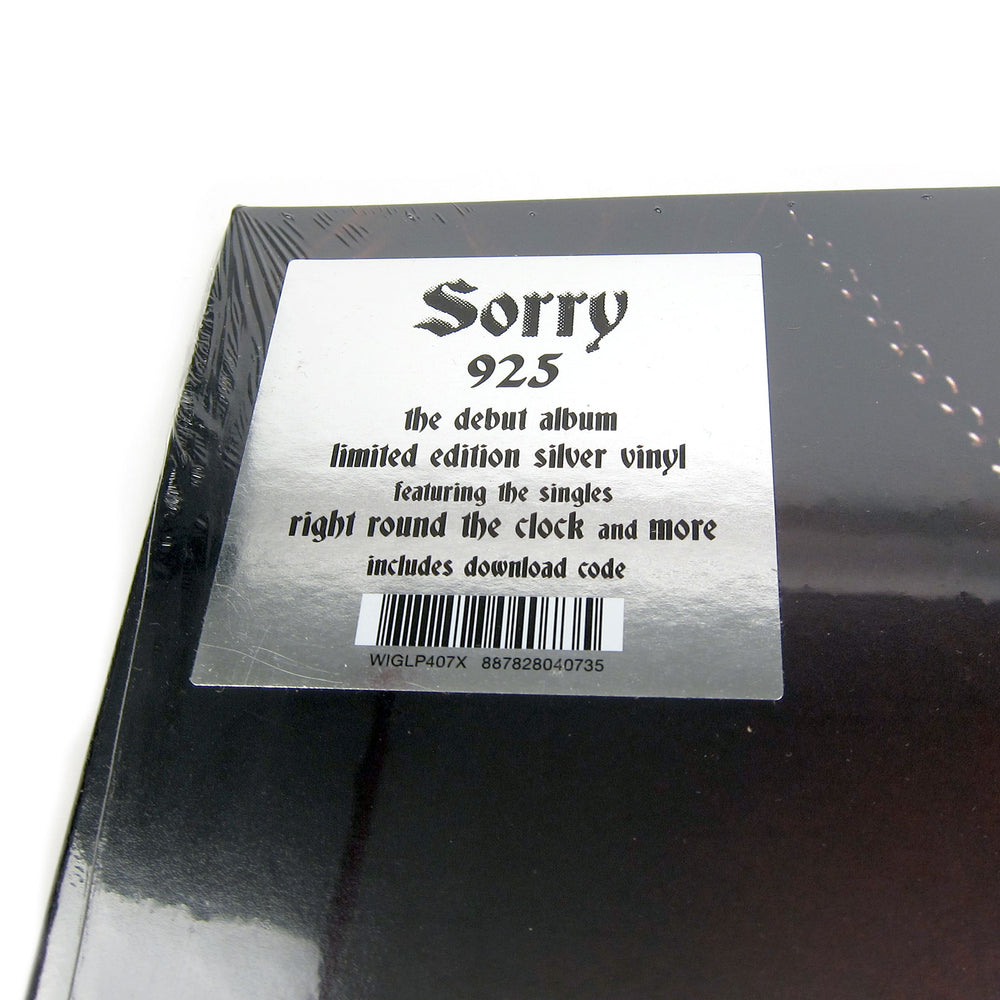 Sorry
925
the debut album
limited edition silver vinyl
featuring the singles
right round the clock and more
includes download code
WIGLP407X 887828040735